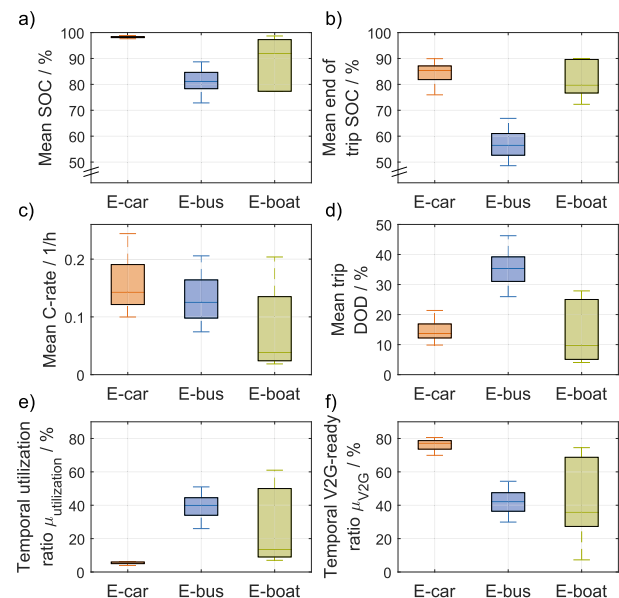 a)
Mean SOC / %
100
90
80
70
60
50
E-car E-bus E-boat
b)
Mean end of
trip SOC / %
100
90
80
70
60
50
E-car E-bus E-boat
c)
Mean C-rate / 1/h
0.2
0.1
0
E-car E-bus E-boat
d)
Mean trip
DOD / %
50
40
30
20
10
0
E-car E-bus E-boat
e)
Temporal utilization
ratio μutilization / %
80
60
40
20
0
E-car E-bus E-boat
f)
Temporal V2G-ready
ratio μV2G / %
80
60
40
20
0
E-car E-bus E-boat